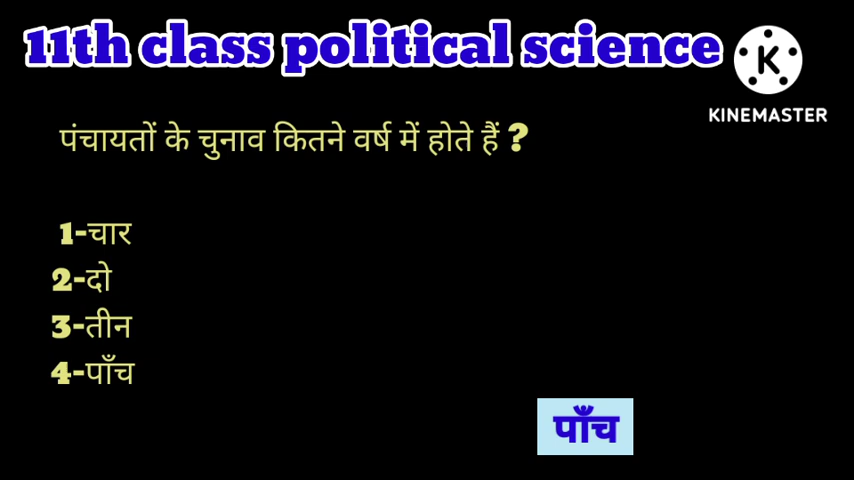 11th class political science
KINEMASTER
पंचायतों के चुनाव कितने वर्ष में होते हैं ?
1-चार
2-दो
3-तीन
4-पाँच
पाँच